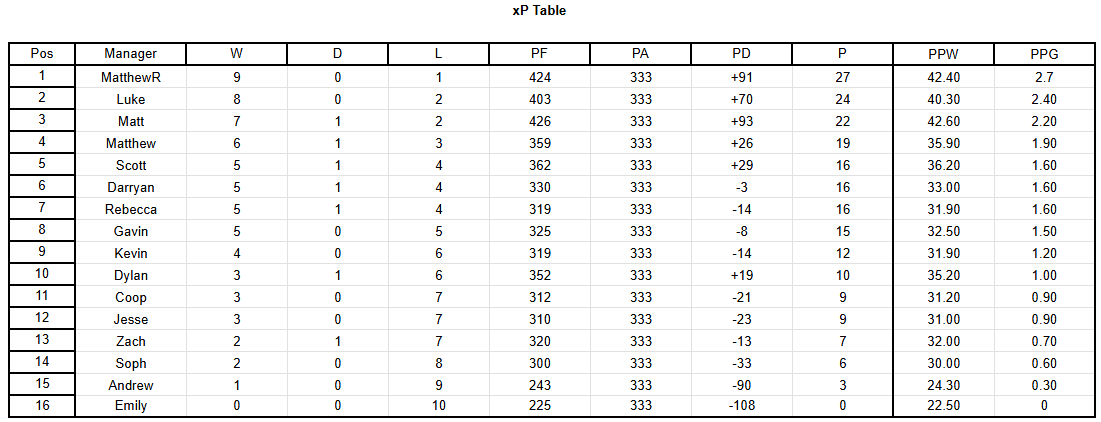 xP Table
Pos Manager W D L PF PA PD P PPW PPG
1 MatthewR 9 0 1 424 333 +91 27 42.40 2.7
2 Luke 8 0 2 403 333 +70 24 40.30 2.40
3 Matt 7 1 2 426 333 +93 22 42.60 2.20
4 Matthew 6 1 3 359 333 +26 19 35.90 1.90
5 Scott 5 1 4 362 333 +29 16 36.20 1.60
6 Darryan 5 1 4 330 333 -3 16 33.00 1.60
7 Rebecca 5 1 4 319 333 -14 16 31.90 1.60
8 Gavin 5 0 5 325 333 -8 15 32.50 1.50
9 Kevin 4 0 6 319 333 -14 12 31.90 1.20
10 Dylan 3 1 6 352 333 +19 10 35.20 1.00
11 Coop 3 0 7 312 333 -21 9 31.20 0.90
12 Jesse 3 0 7 310 333 -23 9 31.00 0.90
13 Zach 2 1 7 320 333 -13 7 32.00 0.70
14 Soph 2 0 8 300 333 -33 6 30.00 0.60
15 Andrew 1 0 9 243 333 -90 3 24.30 0.30
16 Emily 0 0 10 225 333 -108 0 22.50 0